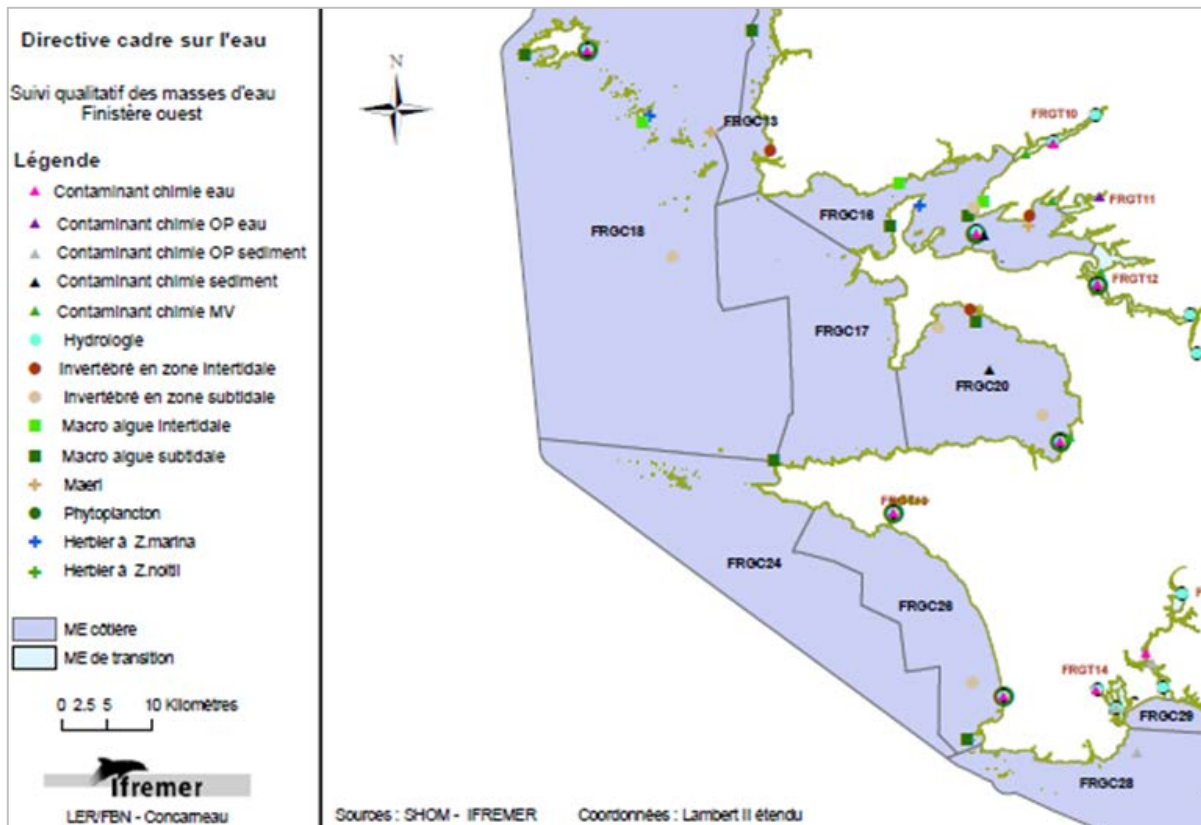 Directive cadre sur l'eau
Suivi qualitatif des masses d'eau
Finistère ouest
Légende
Contaminant chimie eau
Contaminant chimie OP eau
Contaminant chimie OP sediment
Contaminant chimie sediment
Contaminant chimie MV
Hydrologie
Invertébré en zone Intertidale
Invertébré en zone subtidale
Macro algue Intertidale
Macro algue subtidale
Maerl
Phytoplancton
Herbier à Z.marina
Herbier à Z.noltii
ME côtière
ME de transition
0 2.5 5 10 Kilomètres
Ifremer
LER/FBN - Concarneau
N
FRGC13
FRGT10
FRGC16
FRGT11
FRGC18
FRGT12
FRGC17
FRGC20
FRGC24
FRGC26
FRGT14
FRGC29
FRGC28
Sources : SHOM - IFREMER Coordonnées : Lambert II étendu